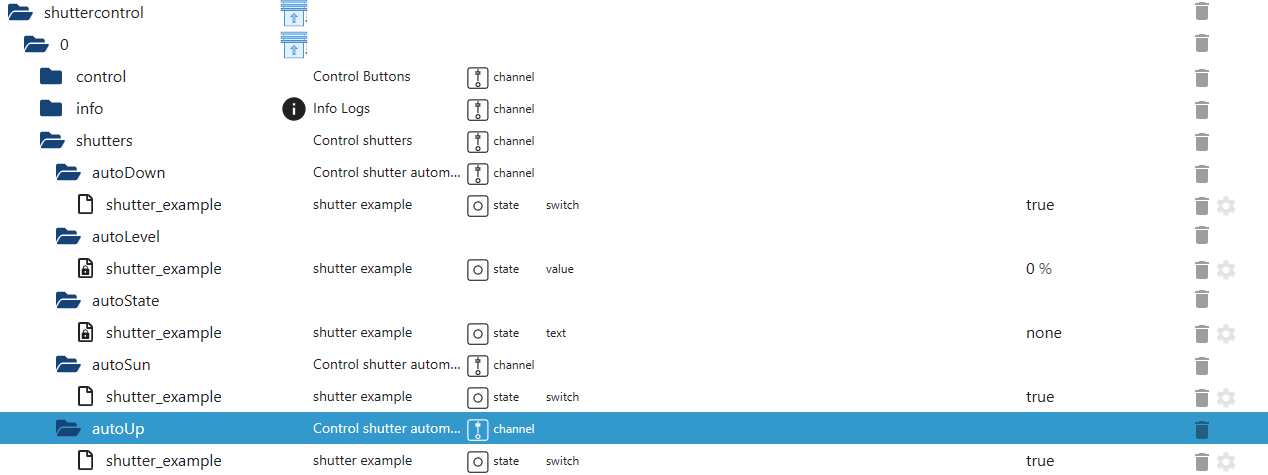 shuttercontrol
0
control Control Buttons channel
info Info Logs channel
shutters Control shutters channel
autoDown Control shutter autom... channel
shutter_example shutter example state switch true
autoLevel
shutter_example shutter example state value 0 %
autoState
shutter_example shutter example state text none
autoSun Control shutter autom... channel
shutter_example shutter example state switch true
autoUp Control shutter autom... channel
shutter_example shutter example state switch true